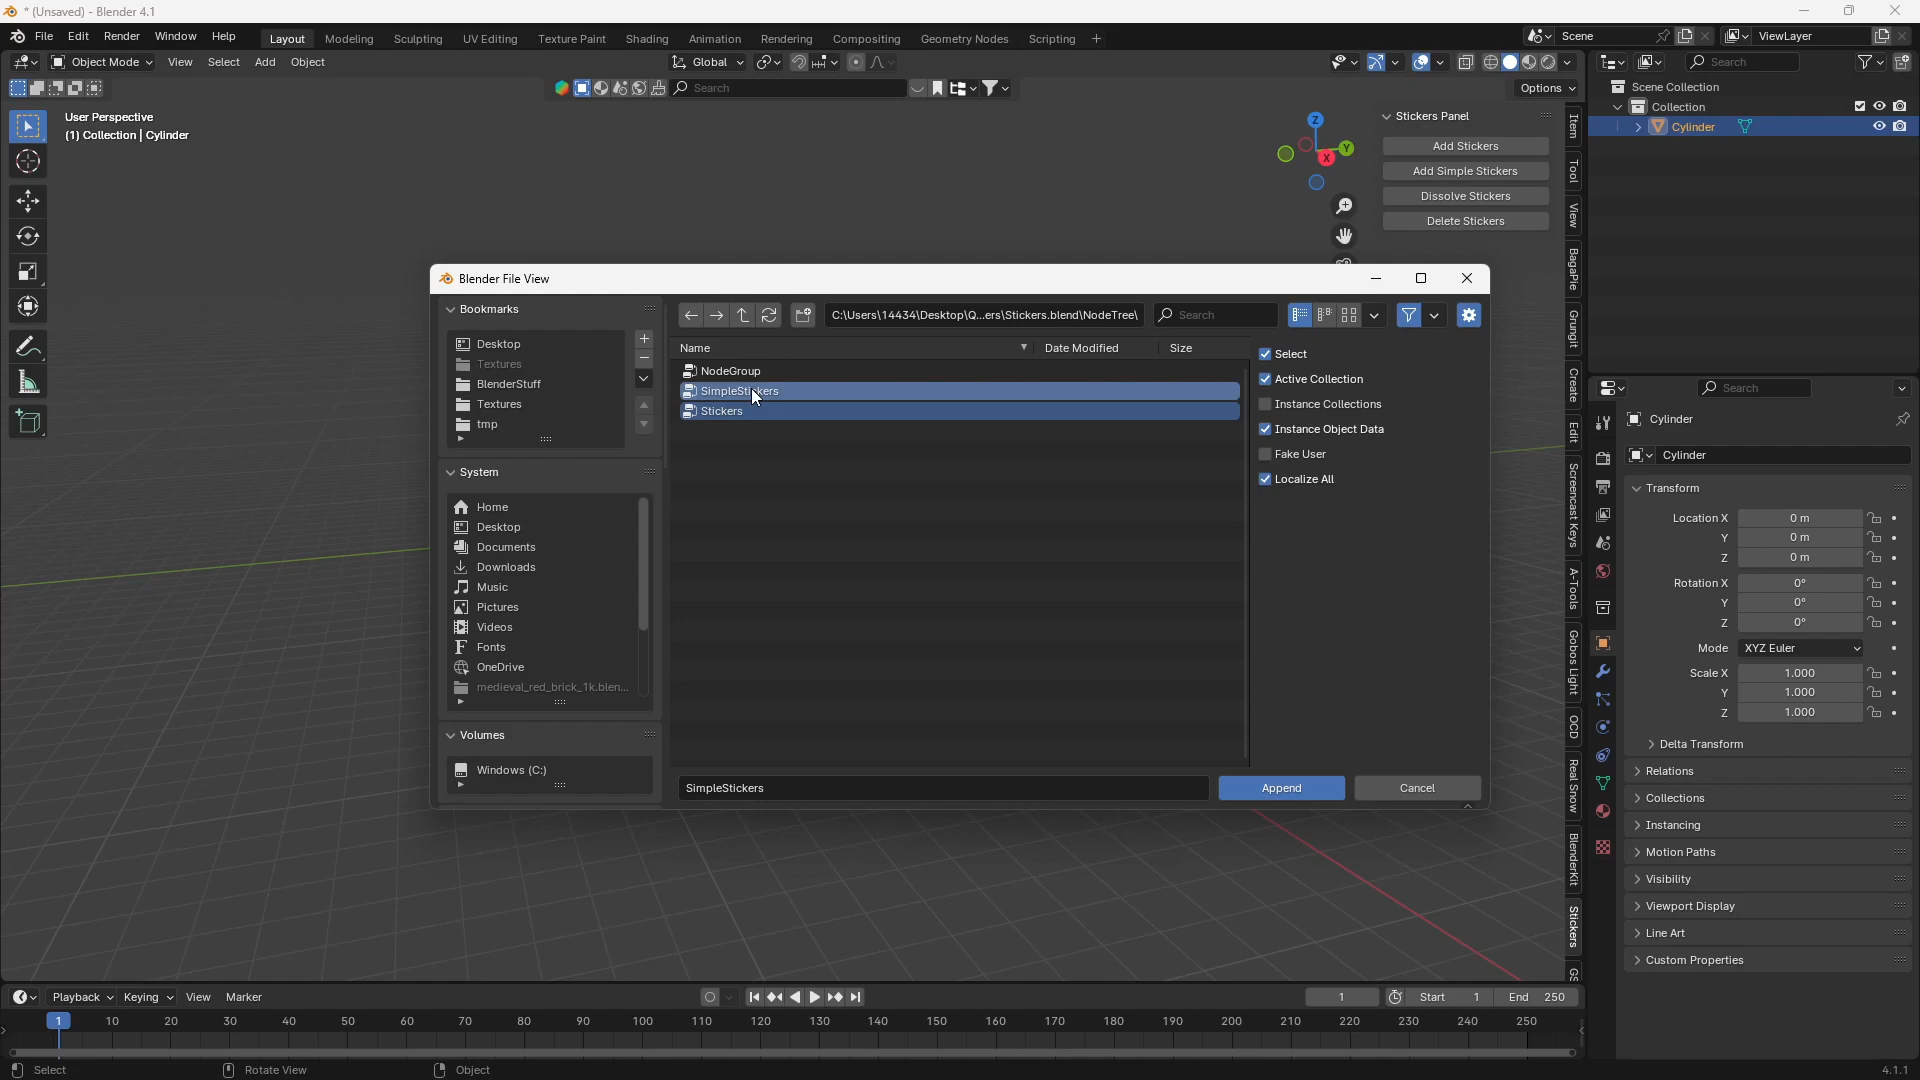 * (Unsaved) - Blender 4.1
File Edit Render Window Help Layout Modeling Sculpting UV Editing Texture Paint Shading Animation Rendering Compositing Geometry Nodes Scripting + Scene ViewLayer
Object Mode View Select Add Object Global Search
Search Options
User Perspective
(1) Collection | Cylinder
Z
Y
X
Stickers Panel
Add Stickers
Add Simple Stickers
Dissolve Stickers
Delete Stickers
Item
Tool
View
BagaPie
Grungit
Create
Edit
Screencast Keys
A-Tools
Gobos Light
OCD
Real Snow
BlenderKit
Stickers
GS
Scene Collection
Collection
Cylinder
Blender File View
Bookmarks
Desktop
Textures
BlenderStuff
Textures
tmp
System
Home
Desktop
Documents
Downloads
Music
Pictures
Videos
Fonts
OneDrive
medieval_red_brick_1k.blen...
Volumes
Windows (C:)
C:\Users\14434\Desktop\Q...ers\Stickers.blend\NodeTree\ Search
Name Date Modified Size
NodeGroup
SimpleStickers
Stickers
Select
Active Collection
Instance Collections
Instance Object Data
Fake User
Localize All
SimpleStickers Append Cancel
Search
Cylinder
Cylinder
Transform
Location X 0 m
Y 0 m
Z 0 m
Rotation X 0°
Y 0°
Z 0°
Mode XYZ Euler
Scale X 1.000
Y 1.000
Z 1.000
Delta Transform
Relations
Collections
Instancing
Motion Paths
Visibility
Viewport Display
Line Art
Custom Properties
Playback Keying View Marker 1 Start 1 End 250
1 10 20 30 40 50 60 70 80 90 100 110 120 130 140 150 160 170 180 190 200 210 220 230 240 250
Select Rotate View Object 4.1.1